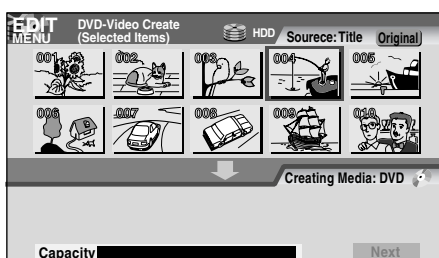 EDIT
MENU
DVD-Video Create
(Selected Items)
HDD
Sourece: Title
Original
001 002 003 004 005
006 007 008 009 010
Creating Media: DVD
Capacity
Next